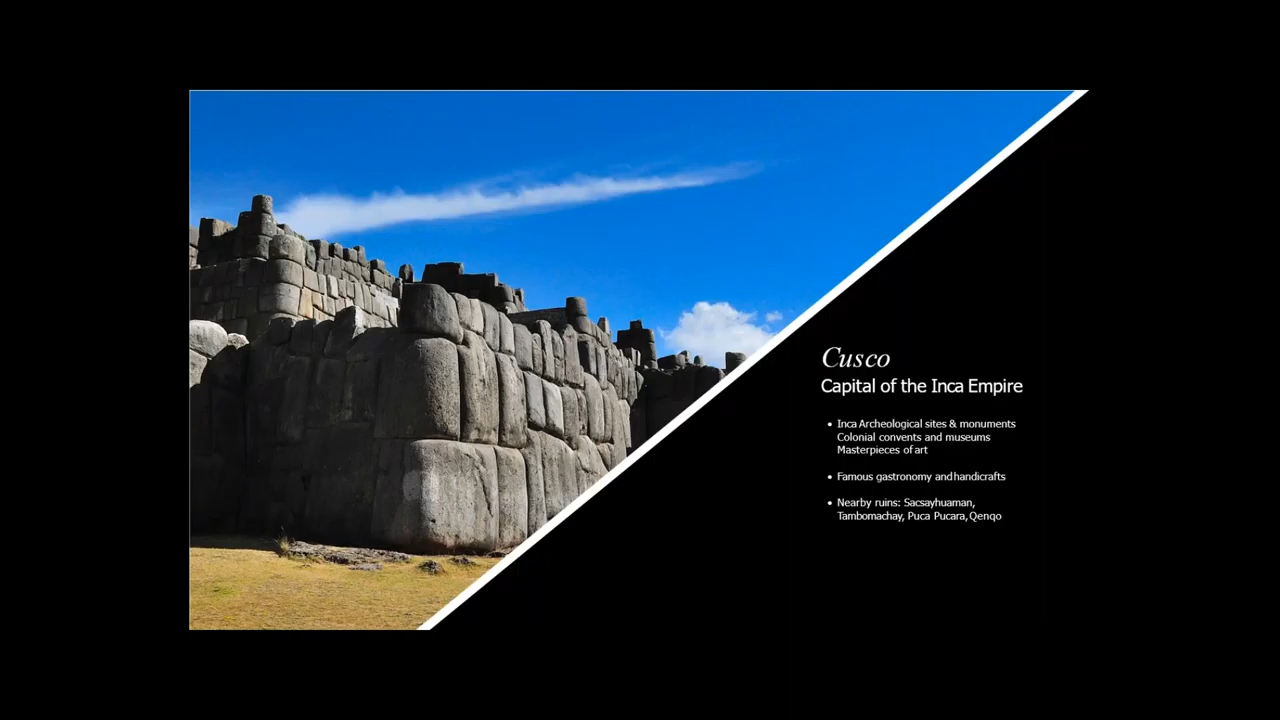 Cusco
Capital of the Inca Empire
• Inca Archeological sites & monuments
Colonial convents and museums
Masterpieces of art
• Famous gastronomy and handicrafts
• Nearby ruins: Sacsayhuaman,
Tambomachay, Puca Pucara, Qenqo